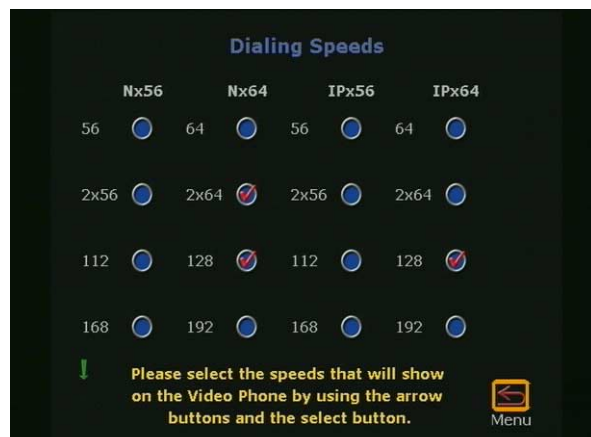 Dialing Speeds
Nx56 Nx64 IPx56 IPx64
56 64 56 64
2x56 2x64 2x56 2x64
112 128 112 128
168 192 168 192
Please select the speeds that will show
on the Video Phone by using the arrow
buttons and the select button.
Menu